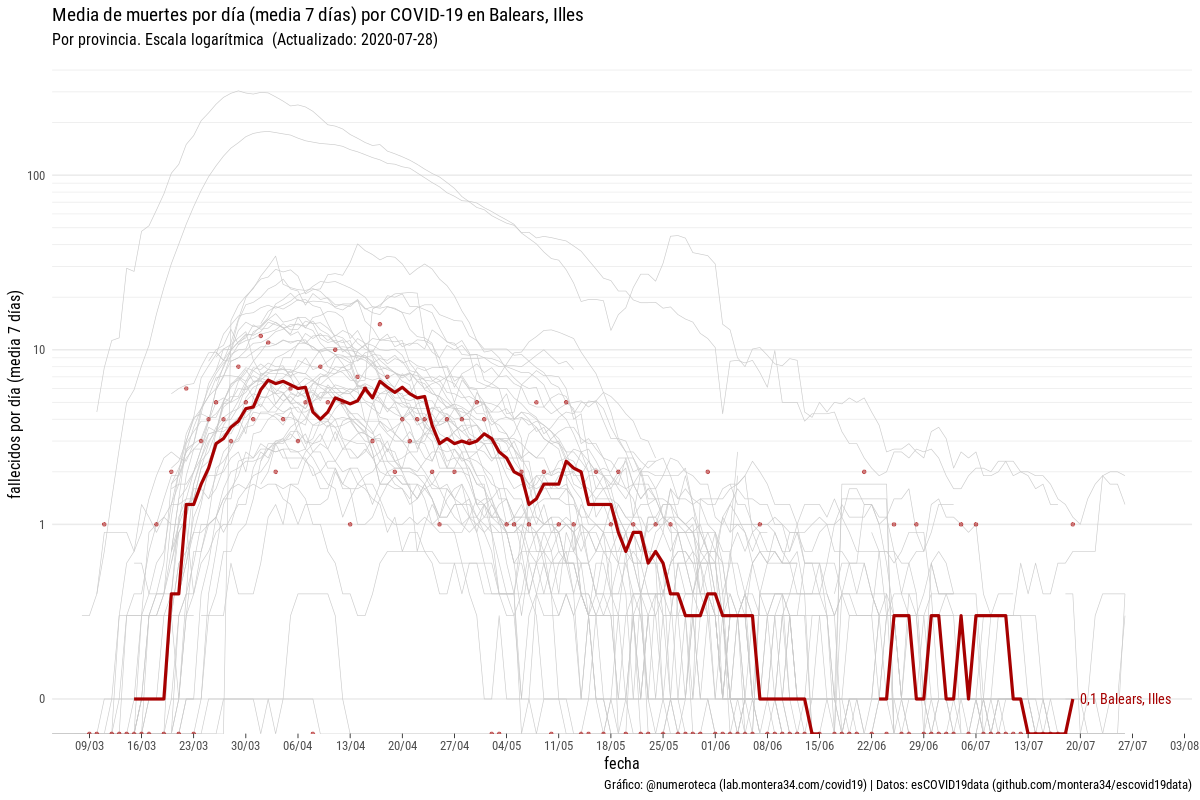 Media de muertes por día (media 7 días) por COVID-19 en Balears, Illes
Por provincia. Escala logarítmica (Actualizado: 2020-07-28)
fallecidos por día (media 7 días)
100
10
1
0
0,1 Balears, Illes
09/03 16/03 23/03 30/03 06/04 13/04 20/04 27/04 04/05 11/05 18/05 25/05 01/06 08/06 15/06 22/06 29/06 06/07 13/07 20/07 27/07 03/08
fecha
Gráfico: @numeroteca (lab.montera34.com/covid19) | Datos: esCOVID19data (github.com/montera34/escovid19data)